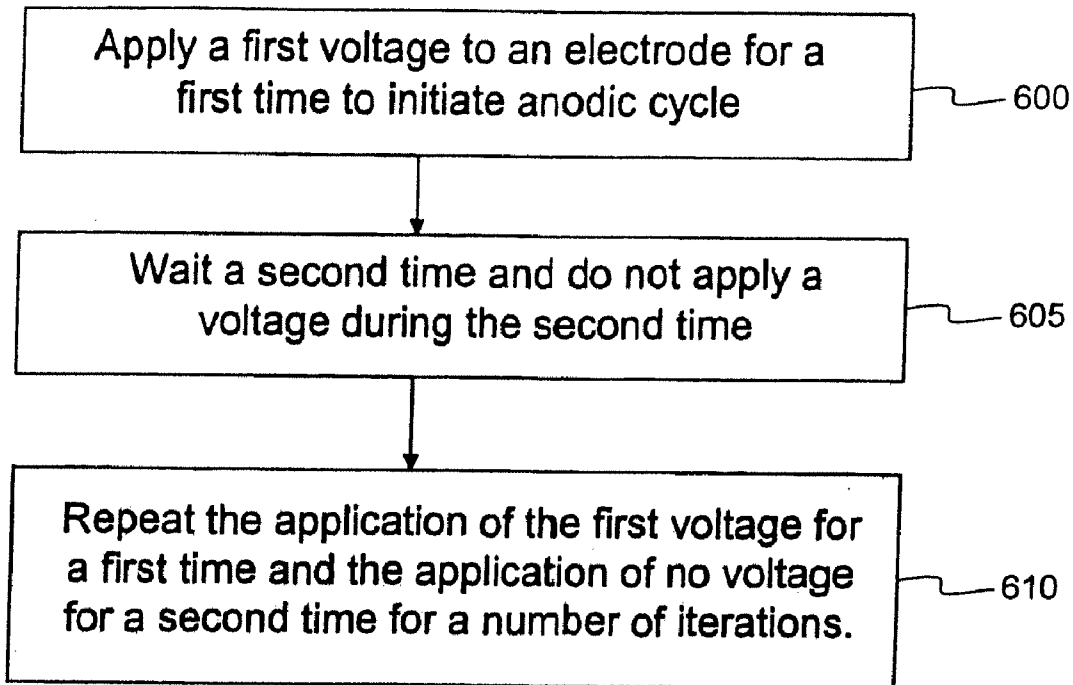 Apply a first voltage to an electrode for a
first time to initiate anodic cycle
600
Wait a second time and do not apply a
voltage during the second time
605
Repeat the application of the first voltage for
a first time and the application of no voltage
for a second time for a number of iterations.
610